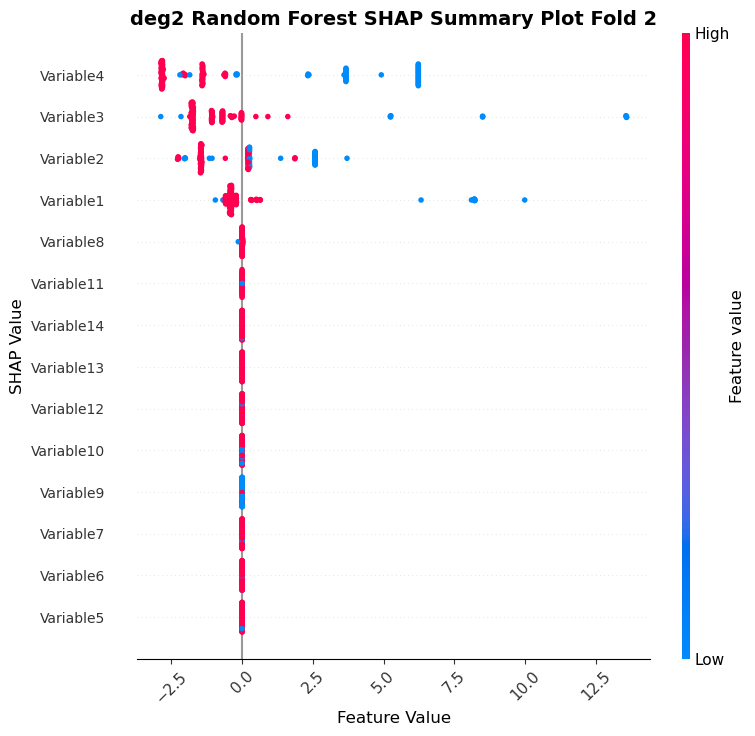 deg2 Random Forest SHAP Summary Plot Fold 2
High
Variable4
Variable3
Variable2
Variable1
Variable8
Variable11
Variable14
Variable13
Variable12
Variable10
Variable9
Variable7
Variable6
Variable5
SHAP Value
Feature value
Low
−2.5
0.0
2.5
5.0
7.5
10.0
12.5
Feature Value